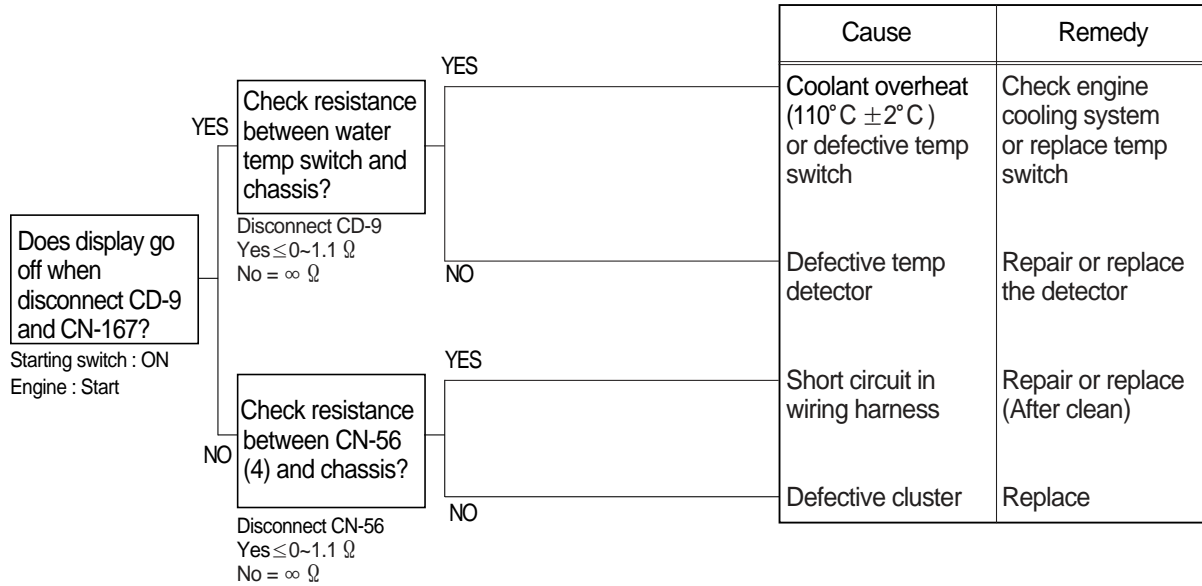 Does display go
off when
disconnect CD-9
and CN-167?
Starting switch : ON
Engine : Start
YES
Check resistance
between water
temp switch and
chassis?
Disconnect CD-9
Yes≤0~1.1 Ω
No = ∞ Ω
NO
Check resistance
between CN-56
(4) and chassis?
Disconnect CN-56
Yes≤0~1.1 Ω
No = ∞ Ω
YES
NO
YES
NO
Cause
Remedy
Coolant overheat
(110°C ±2°C)
or defective temp
switch
Check engine
cooling system
or replace temp
switch
Defective temp
detector
Repair or replace
the detector
Short circuit in
wiring harness
Repair or replace
(After clean)
Defective cluster
Replace